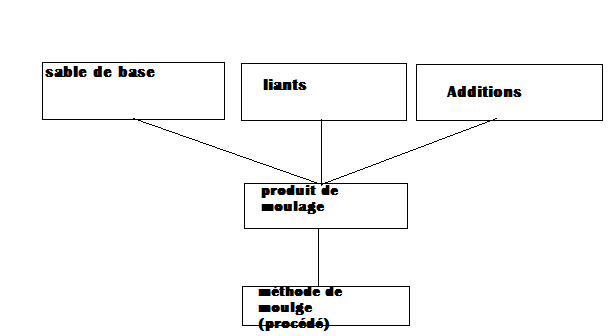 sable de base
liants
Additions
produit de
moulage
méthode de
moulge
(procédé)